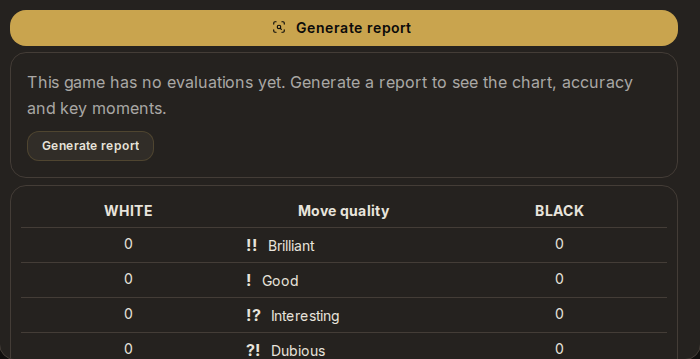 Generate report
This game has no evaluations yet. Generate a report to see the chart, accuracy
and key moments.
Generate report
WHITE Move quality BLACK
0 !! Brilliant 0
0 ! Good 0
0 !? Interesting 0
0 ?! Dubious 0